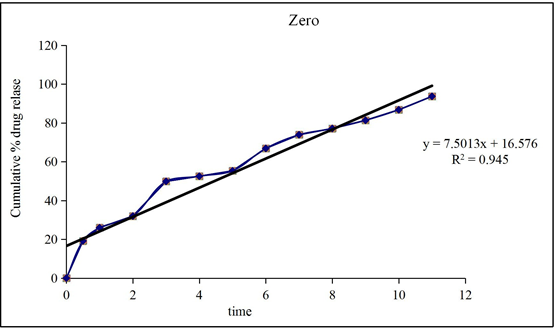 Zero
120
100
80
60
40
20
0
Cumulative % drug relase
y = 7.5013x + 16.576
R² = 0.945
0 2 4 6 8 10 12
time